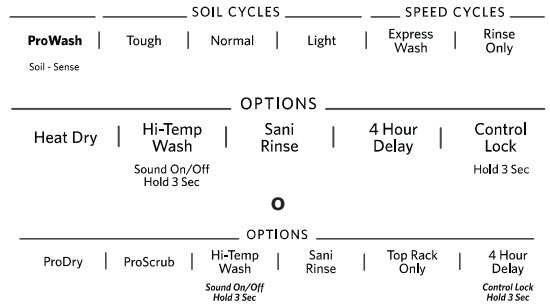 SOIL CYCLES SPEED CYCLES
ProWash | Tough | Normal | Light | Express Wash | Rinse Only
Soil - Sense
OPTIONS
Heat Dry | Hi-Temp Wash | Sani Rinse | 4 Hour Delay | Control Lock
Sound On/Off Hold 3 Sec Hold 3 Sec
O
OPTIONS
ProDry | ProScrub | Hi-Temp Wash | Sani Rinse | Top Rack Only | 4 Hour Delay
Sound On/Off Hold 3 Sec Control Lock Hold 3 Sec